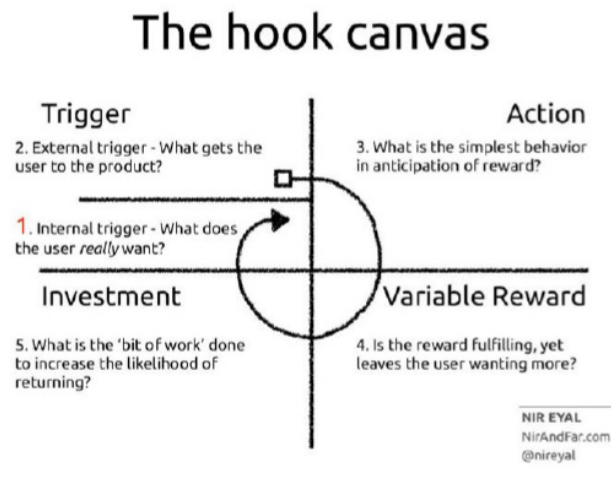 The hook canvas
Trigger
2. External trigger - What gets the
user to the product?
1. Internal trigger - What does
the user really want?
Action
3. What is the simplest behavior
in anticipation of reward?
Investment
5. What is the 'bit of work' done
to increase the likelihood of
returning?
Variable Reward
4. Is the reward fulfilling, yet
leaves the user wanting more?
NIR EYAL
NirAndFar.com
@nireyal